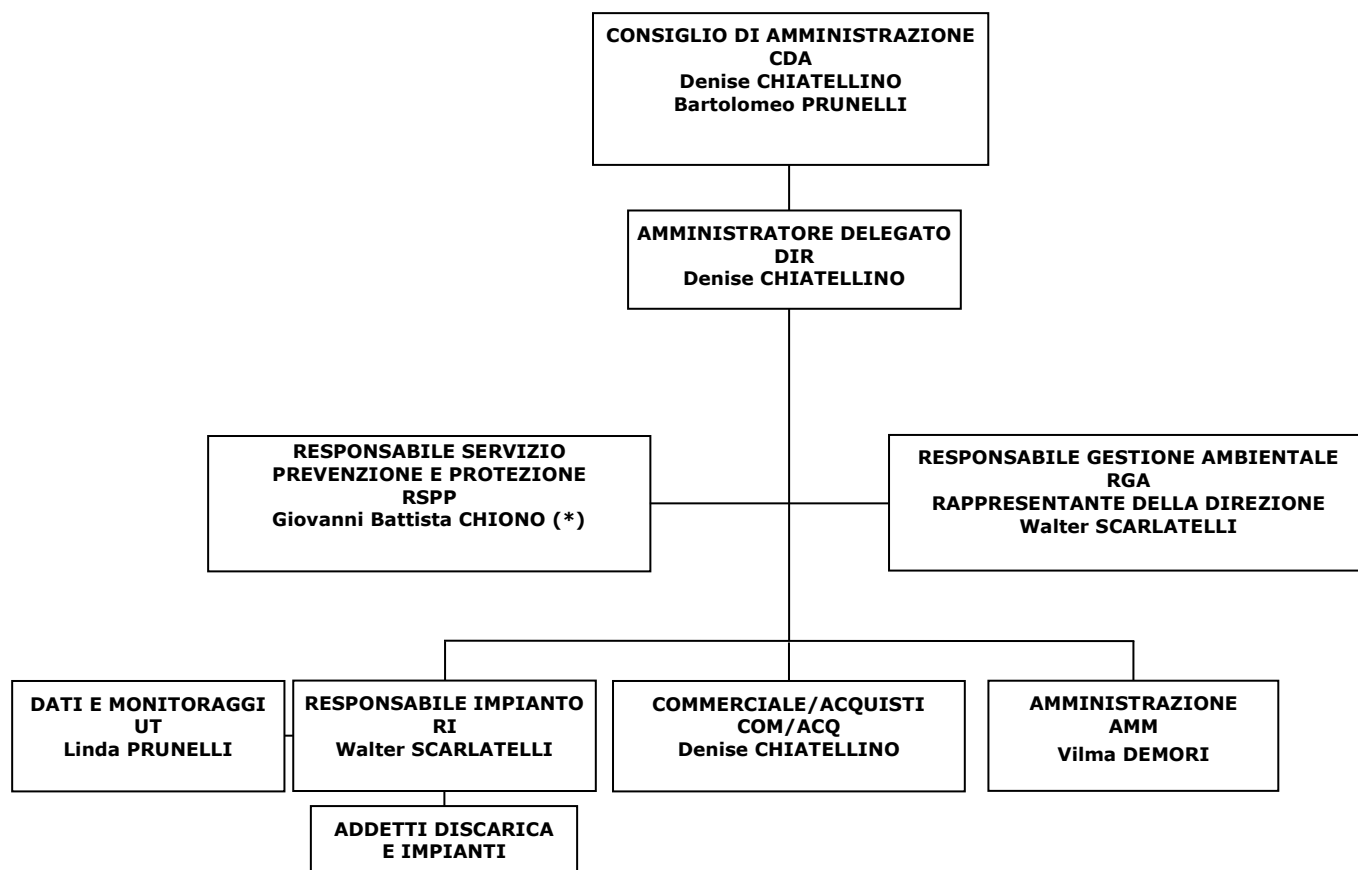 CONSIGLIO DI AMMINISTRAZIONE
CDA
Denise CHIATELLINO
Bartolomeo PRUNELLI
AMMINISTRATORE DELEGATO
DIR
Denise CHIATELLINO
RESPONSABILE SERVIZIO
PREVENZIONE E PROTEZIONE
RSPP
Giovanni Battista CHIONO (*)
RESPONSABILE GESTIONE AMBIENTALE
RGA
RAPPRESENTANTE DELLA DIREZIONE
Walter SCARLATELLI
DATI E MONITORAGGI
UT
Linda PRUNELLI
RESPONSABILE IMPIANTO
RI
Walter SCARLATELLI
COMMERCIALE/ACQUISTI
COM/ACQ
Denise CHIATELLINO
AMMINISTRAZIONE
AMM
Vilma DEMORI
ADDETTI DISCARICA
E IMPIANTI